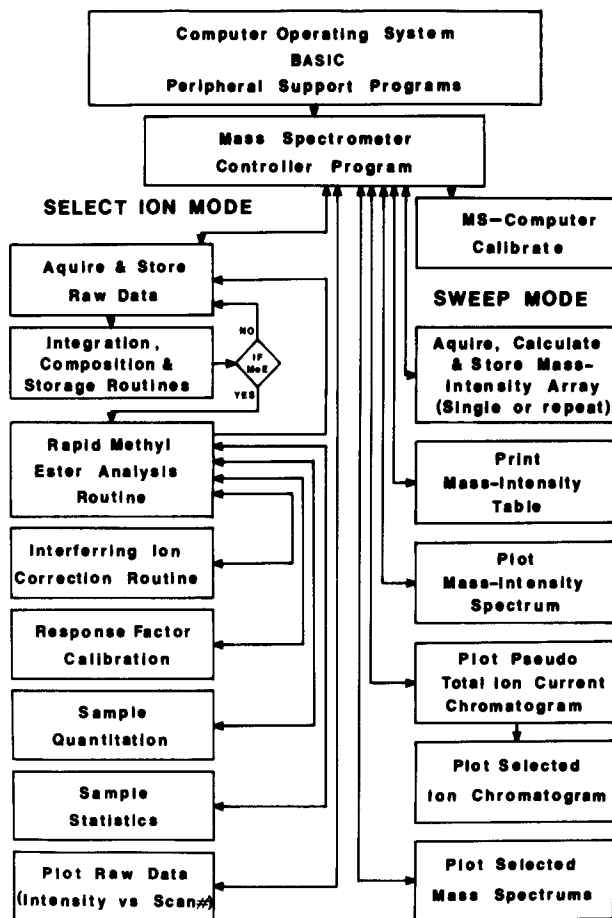 Computer Operating System
BASIC
Peripheral Support Programs
Mass Spectrometer
Controller Program
SELECT ION MODE
Aquire & Store
Raw Data
Integration,
Composition &
Storage Routines
NO
IF
MeE
YES
Rapid Methyl
Ester Analysis
Routine
Interferring Ion
Correction Routine
Response Factor
Calibration
Sample
Quantitation
Sample
Statistics
Plot Raw Data
(Intensity vs Scan#)
MS-Computer
Calibrate
SWEEP MODE
Aquire, Calculate
& Store Mass-
Intensity Array
(Single or repeat)
Print
Mass-Intensity
Table
Plot
Mass-Intensity
Spectrum
Plot Pseudo
Total Ion Current
Chromatogram
Plot Selected
Ion Chromatogram
Plot Selected
Mass Spectrums